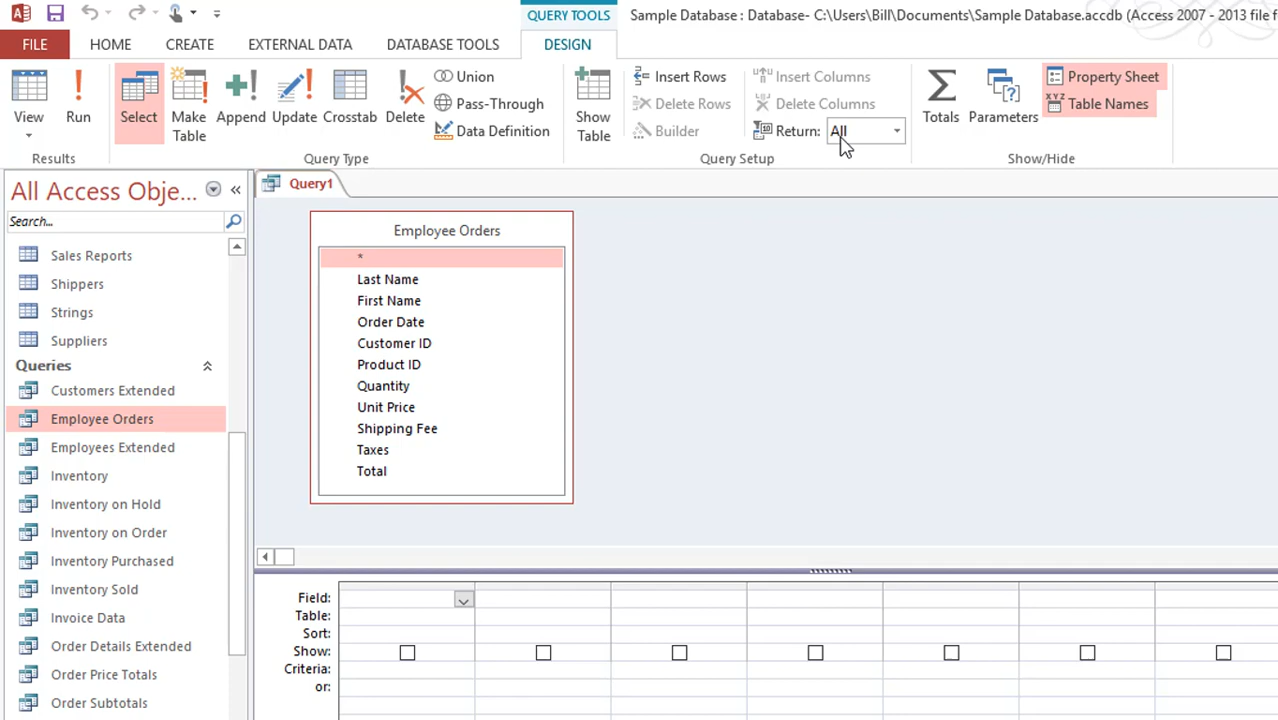 QUERY TOOLS
Sample Database : Database- C:\Users\Bill\Documents\Sample Database.accdb (Access 2007 - 2013 file f
FILE
HOME
CREATE
EXTERNAL DATA
DATABASE TOOLS
DESIGN
View
Run
Results
Select
Make Table
Append
Update
Crosstab
Delete
Union
Pass-Through
Data Definition
Query Type
Show Table
Insert Rows
Delete Rows
Builder
Insert Columns
Delete Columns
Return: All
Query Setup
Totals
Parameters
Property Sheet
XYZ Table Names
Show/Hide
All Access Obje...
Search...
Sales Reports
Shippers
Strings
Suppliers
Queries
Customers Extended
Employee Orders
Employees Extended
Inventory
Inventory on Hold
Inventory on Order
Inventory Purchased
Inventory Sold
Invoice Data
Order Details Extended
Order Price Totals
Order Subtotals
Query1
Employee Orders
*
Last Name
First Name
Order Date
Customer ID
Product ID
Quantity
Unit Price
Shipping Fee
Taxes
Total
Field:
Table:
Sort:
Show:
Criteria:
or: